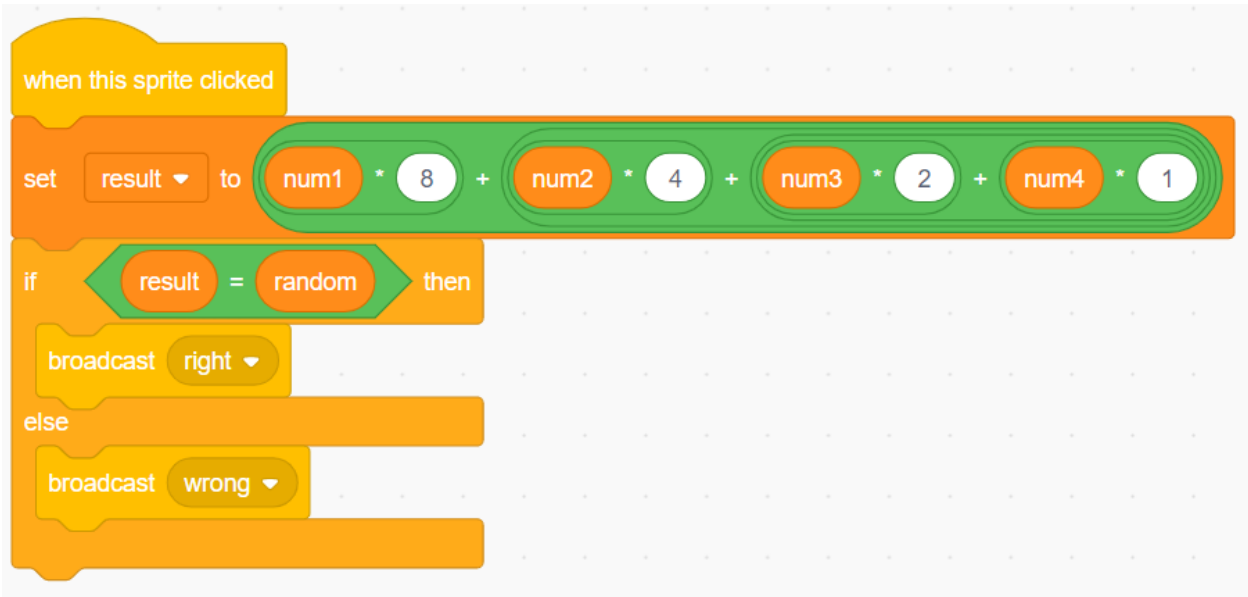 when this sprite clicked
set result to num1 * 8 + num2 * 4 + num3 * 2 + num4 * 1
if result = random then
broadcast right
else
broadcast wrong